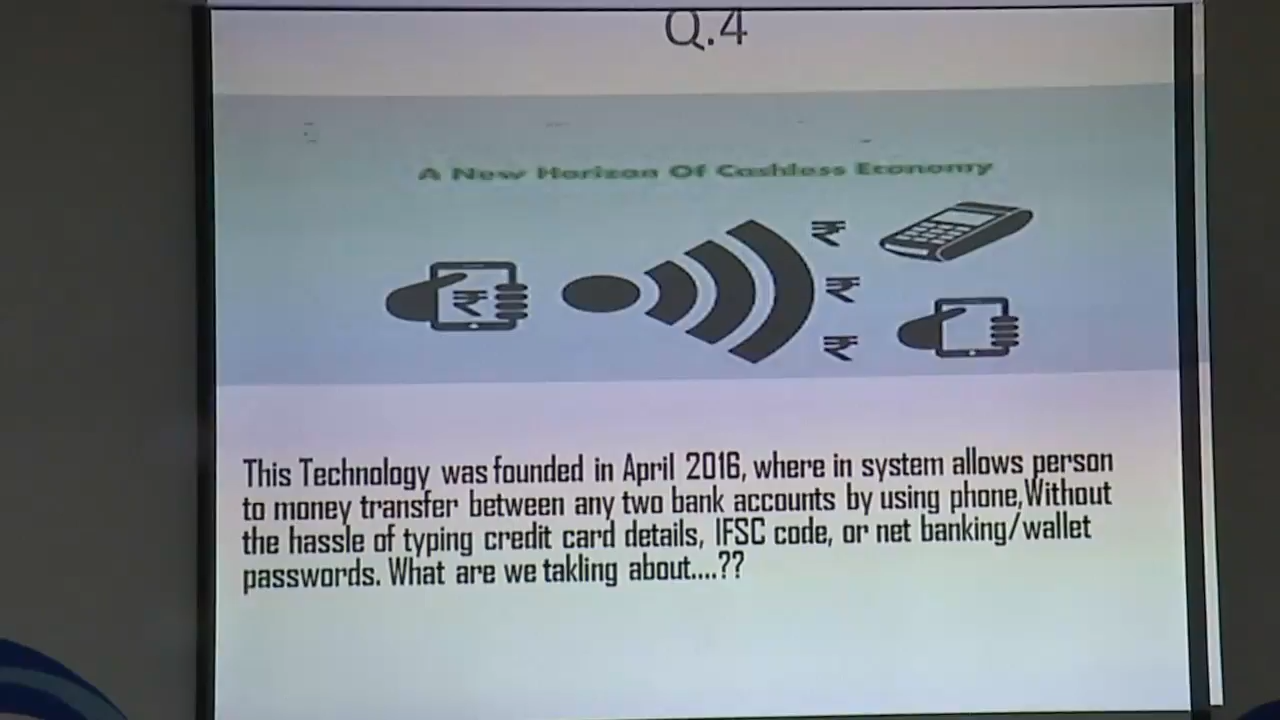 Q.4
A New Horizon Of Cashless Economy
₹
₹
₹
₹
This Technology was founded in April 2016, where in system allows person
to money transfer between any two bank accounts by using phone,Without
the hassle of typing credit card details, IFSC code, or net banking/wallet
passwords. What are we takling about....??